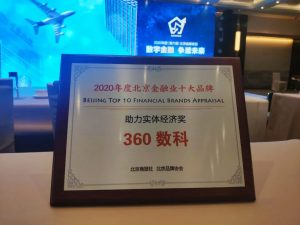 数字金融 争滕未来
2020年度北京金融业十大品牌
BEIJING TOP 10 FINANCIAL BRANDS APPRAISAL
助力实体经济奖
360 数科
北京商报社 北京品牌协会